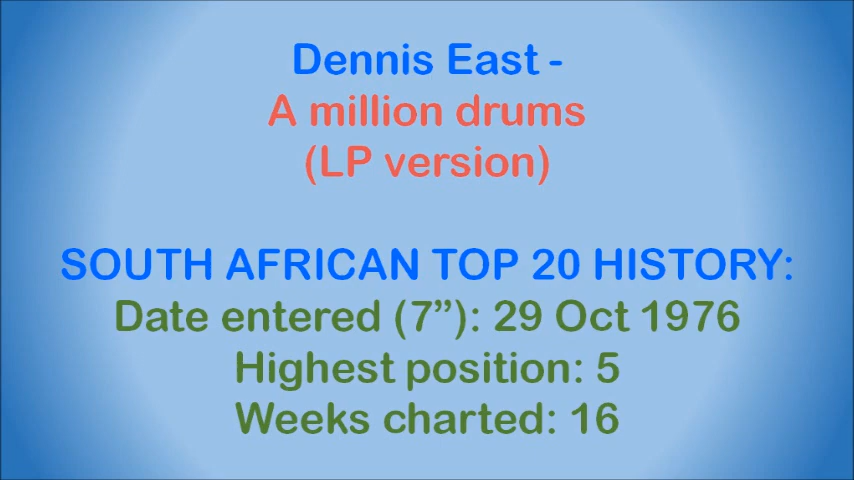 Dennis East -
A million drums
(LP version)
SOUTH AFRICAN TOP 20 HISTORY:
Date entered (7”): 29 Oct 1976
Highest position: 5
Weeks charted: 16